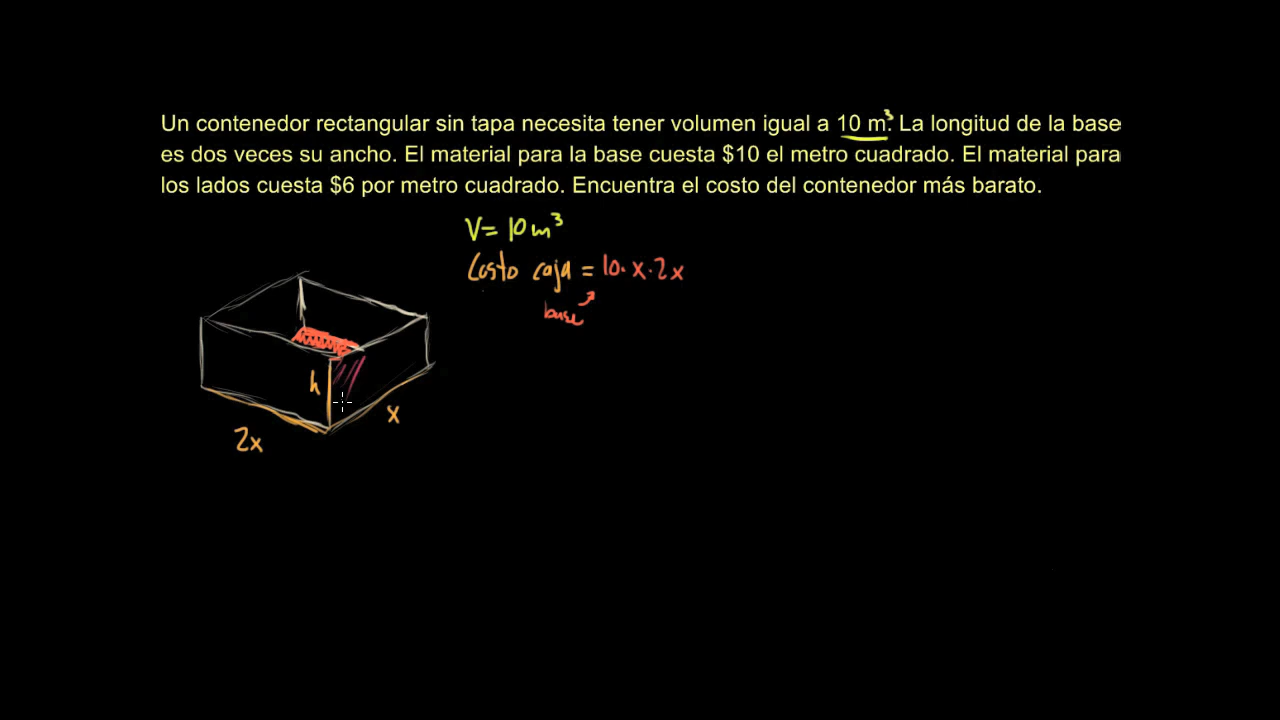 Un contenedor rectangular sin tapa necesita tener volumen igual a 10 m³. La longitud de la base
es dos veces su ancho. El material para la base cuesta $10 el metro cuadrado. El material para
los lados cuesta $6 por metro cuadrado. Encuentra el costo del contenedor más barato.
V= 10 m³
Costo caja = 10·x·2x
base
h
x
2x